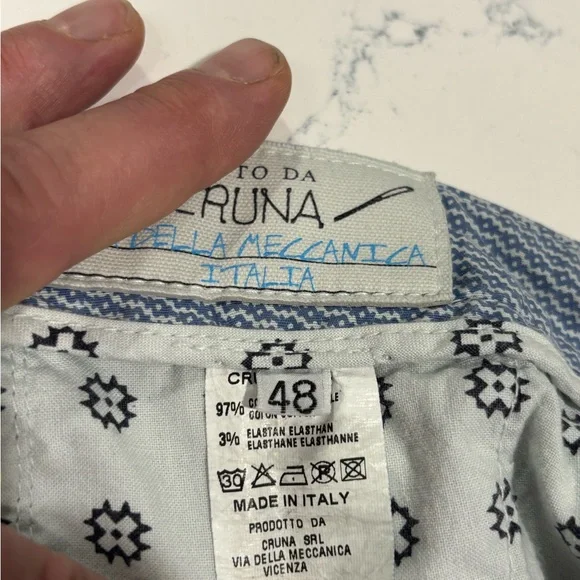 TO DA
CRUNA
DELLA MECCANICA
ITALIA
48
97%
3% ELASTAN ELASTHAN
ELASTHANE ELASTHANNE
30
MADE IN ITALY
PRODOTTO DA
CRUNA SRL
VIA DELLA MECCANICA
VICENZA